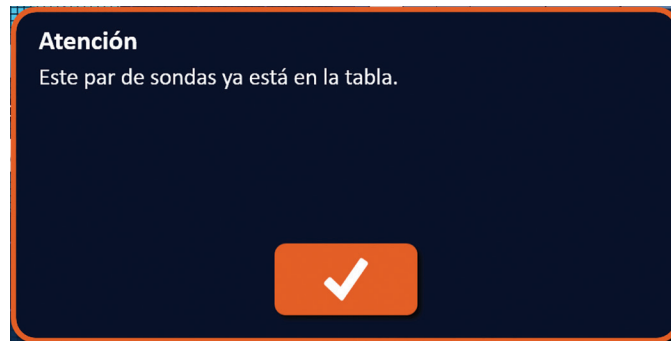 Atención
Este par de sondas ya está en la tabla.